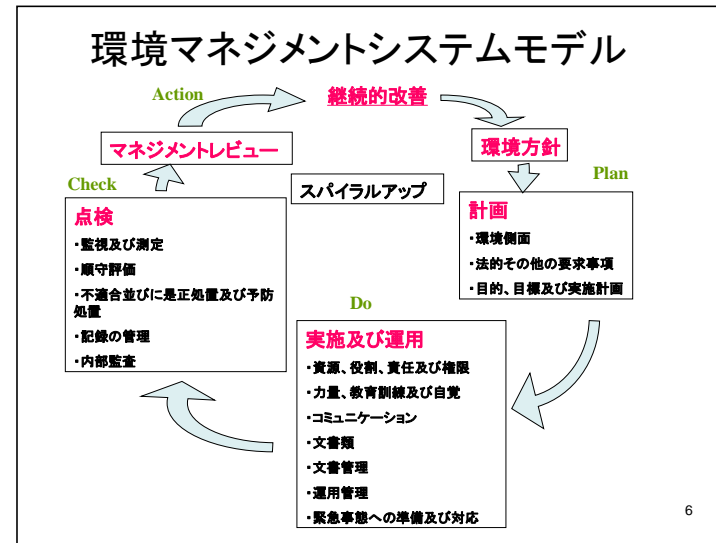 環境マネジメントシステムモデル
Action
継続的改善
マネジメントレビュー
環境方針
Check
Plan
スパイラルアップ
点検
・監視及び測定
・順守評価
・不適合並びに是正処置及び予防
処置
・記録の管理
・内部監査
計画
・環境側面
・法的その他の要求事項
・目的、目標及び実施計画
Do
実施及び運用
・資源、役割、責任及び権限
・力量、教育訓練及び自覚
・コミュニケーション
・文書類
・文書管理
・運用管理
・緊急事態への準備及び対応
6